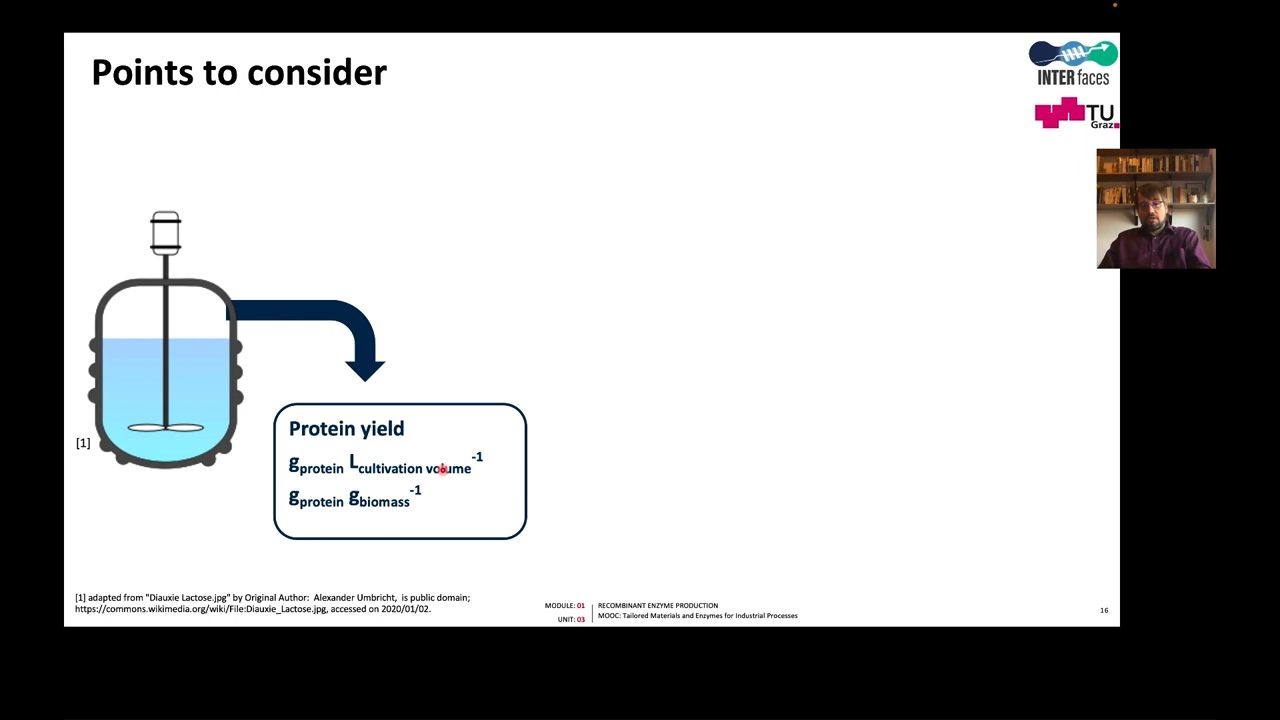 Points to consider
INTERfaces
TU
Graz
[1]
Protein yield
gprotein Lcultivation volume-1
gprotein gbiomass-1
[1] adapted from "Diauxie Lactose.jpg" by Original Author: Alexander Umbricht, is public domain;
https://commons.wikimedia.org/wiki/File:Diauxie_Lactose.jpg, accessed on 2020/01/02.
MODULE: 01
UNIT: 03
RECOMBINANT ENZYME PRODUCTION
MOOC: Tailored Materials and Enzymes for Industrial Processes
16